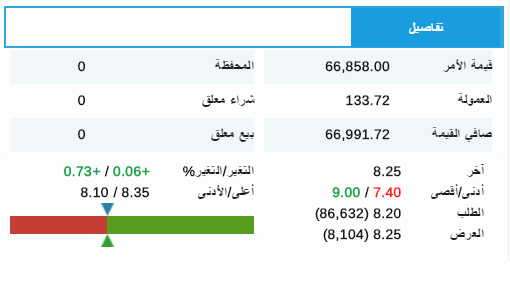 تفاصيل
قيمة الأمر 66,858.00 المحفظة 0
العمولة 133.72 شراء معلق 0
صافي القيمة 66,991.72 بيع معلق 0
آخر 8.25 التغير/التغير% +0.06 / +0.73
أدنى/أقصى 7.40 / 9.00 أعلى/الأدنى 8.35 / 8.10
الطلب 8.20 (86,632)
العرض 8.25 (8,104)